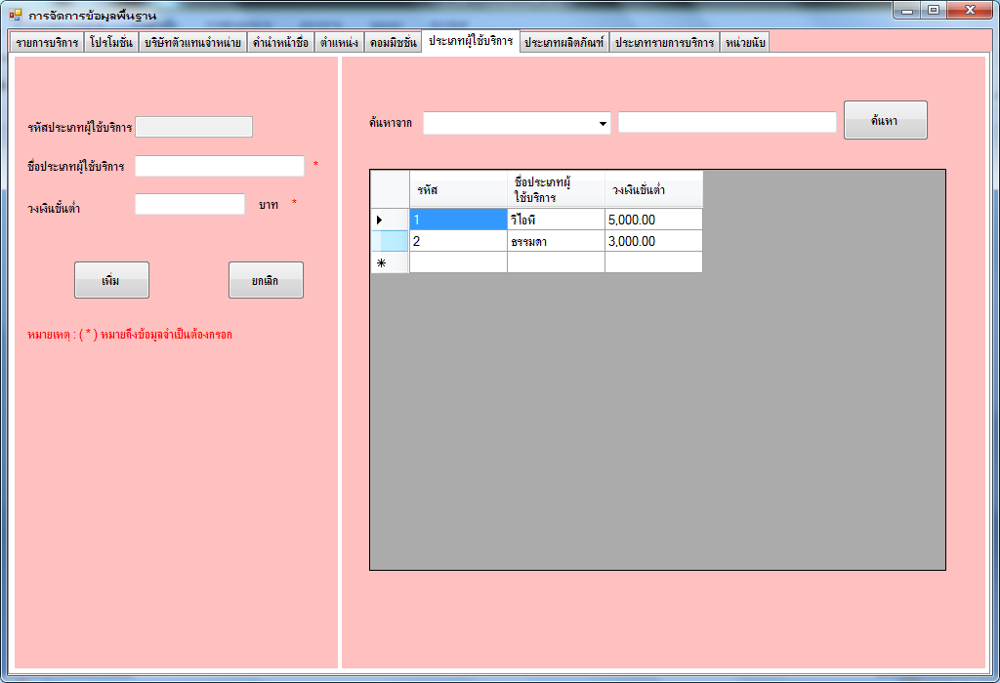 การจัดการข้อมูลพื้นฐาน
รายการบริการ โปรโมชั่น บริษัทตัวแทนจำหน่าย คำนำหน้าชื่อ ตำแหน่ง คอมมิชชั่น ประเภทผู้ใช้บริการ ประเภทผลิตภัณฑ์ ประเภทรายการบริการ หน่วยนับ
รหัสประเภทผู้ใช้บริการ
ชื่อประเภทผู้ใช้บริการ *
วงเงินขั้นต่ำ บาท *
เพิ่ม ยกเลิก
หมายเหตุ : ( * ) หมายถึงข้อมูลจำเป็นต้องกรอก
ค้นหาจาก ค้นหา
รหัส ชื่อประเภทผู้ใช้บริการ วงเงินขั้นต่ำ
1 วีไอพี 5,000.00
2 ธรรมดา 3,000.00